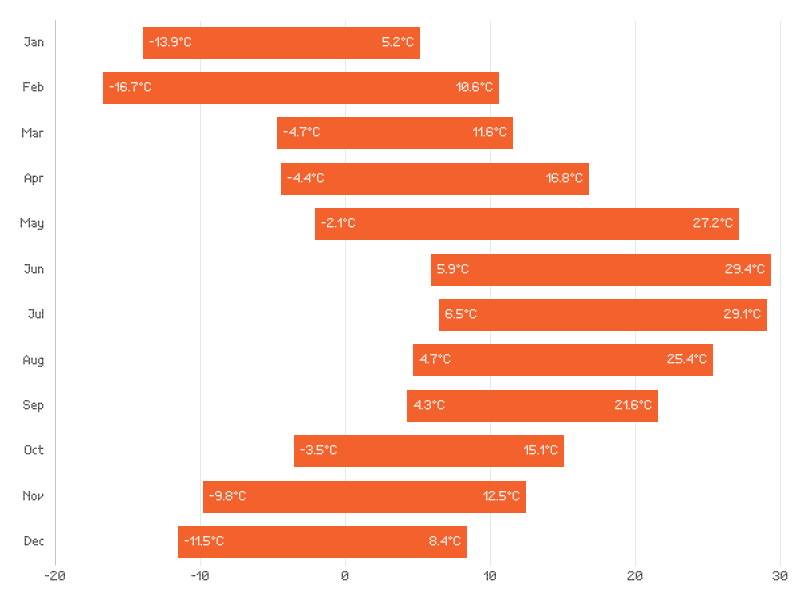 Jan -13.9°C 5.2°C
Feb -16.7°C 10.6°C
Mar -4.7°C 11.6°C
Apr -4.4°C 16.8°C
May -2.1°C 27.2°C
Jun 5.9°C 29.4°C
Jul 6.5°C 29.1°C
Aug 4.7°C 25.4°C
Sep 4.3°C 21.6°C
Oct -3.5°C 15.1°C
Nov -9.8°C 12.5°C
Dec -11.5°C 8.4°C
-20 -10 0 10 20 30